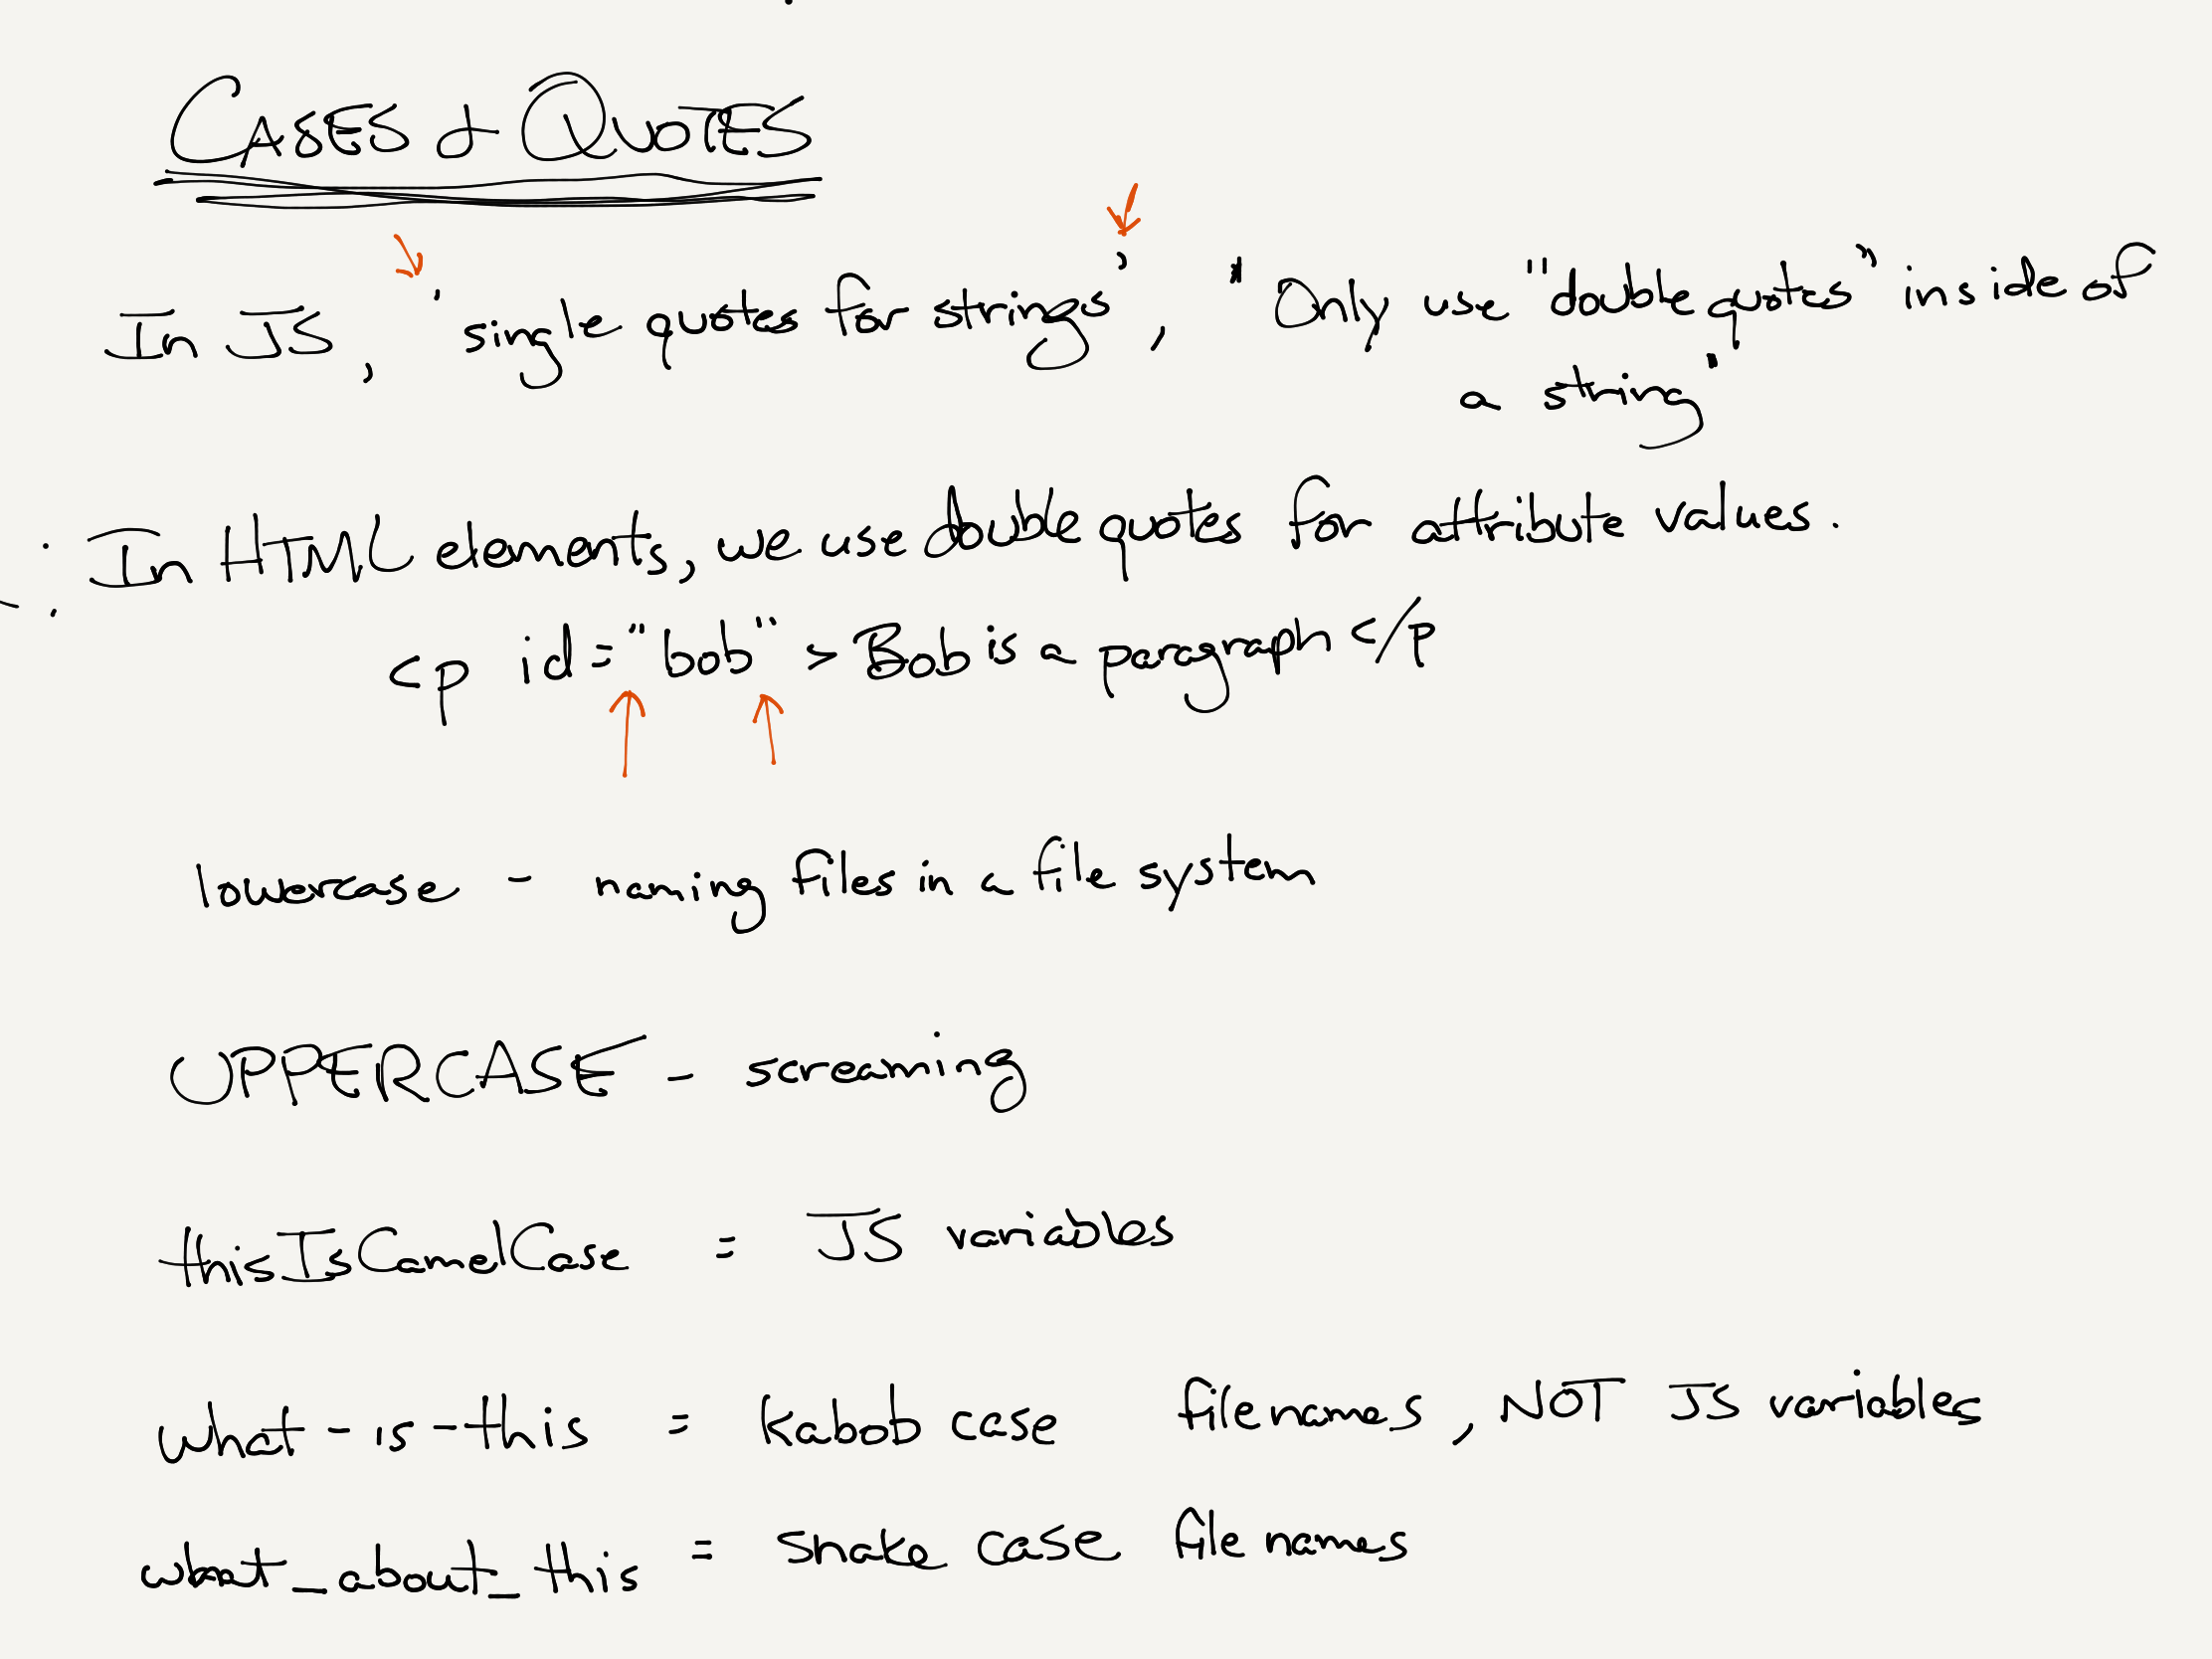 CASES & QUOTES
In JS, 'single quotes for strings', 'Only use "double quotes" inside of
a string'
In HTML elements, we use double quotes for attribute values.
<p id="bob" > Bob is a paragraph </p
lowercase - naming files in a file system
UPPERCASE - screaming
thisIsCamelCase = JS variables
what-is-this = kabob case filenames, NOT JS variables
what_about_this = snake case file names